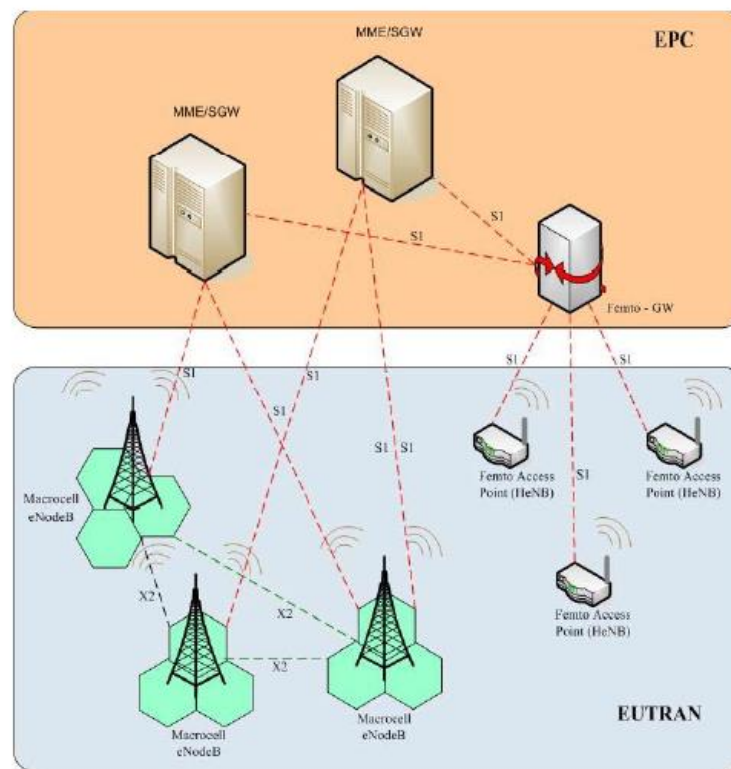 MME/SGW
EPC
MME/SGW
S1
S1
Femto - GW
S1
S1
S1
S1
S1
S1
S1
S1
S1
Macrocell
eNodeB
Femto Access
Point (HeNB)
Femto Access
Point (HeNB)
X2
X2
X2
Femto Access
Point (HeNB)
Macrocell
eNodeB
Macrocell
eNodeB
EUTRAN